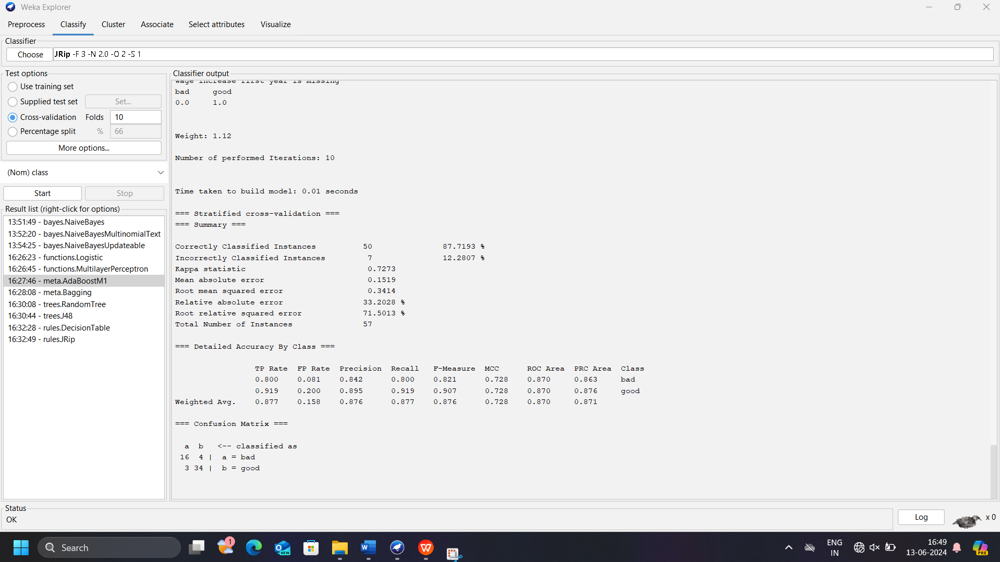 Weka Explorer
Preprocess Classify Cluster Associate Select attributes Visualize
Classifier
Choose JRip -F 3 -N 2.0 -O 2 -S 1
Test options
Use training set
Supplied test set Set...
Cross-validation Folds 10
Percentage split % 66
More options...
(Nom) class
Start Stop
Result list (right-click for options)
13:51:49 - bayes.NaiveBayes
13:52:20 - bayes.NaiveBayesMultinomialText
13:54:25 - bayes.NaiveBayesUpdateable
16:26:23 - functions.Logistic
16:26:45 - functions.MultilayerPerceptron
16:27:46 - meta.AdaBoostM1
16:28:08 - meta.Bagging
16:30:08 - trees.RandomTree
16:30:44 - trees.J48
16:32:28 - rules.DecisionTable
16:32:49 - rules.JRip
Classifier output
wage increase first year is missing
bad good
0.0 1.0
Weight: 1.12
Number of performed Iterations: 10
Time taken to build model: 0.01 seconds
=== Stratified cross-validation ===
=== Summary ===
Correctly Classified Instances 50 87.7193 %
Incorrectly Classified Instances 7 12.2807 %
Kappa statistic 0.7273
Mean absolute error 0.1519
Root mean squared error 0.3414
Relative absolute error 33.2028 %
Root relative squared error 71.5013 %
Total Number of Instances 57
=== Detailed Accuracy By Class ===
TP Rate FP Rate Precision Recall F-Measure MCC ROC Area PRC Area Class
0.800 0.081 0.842 0.800 0.821 0.728 0.870 0.863 bad
0.919 0.200 0.895 0.919 0.907 0.728 0.870 0.876 good
Weighted Avg. 0.877 0.158 0.876 0.877 0.876 0.728 0.870 0.871
=== Confusion Matrix ===
a b <-- classified as
16 4 | a = bad
3 34 | b = good
Status
OK
Log
x 0
Search
1
NEW
W
W
ENG
IN
16:49
13-06-2024
PRE